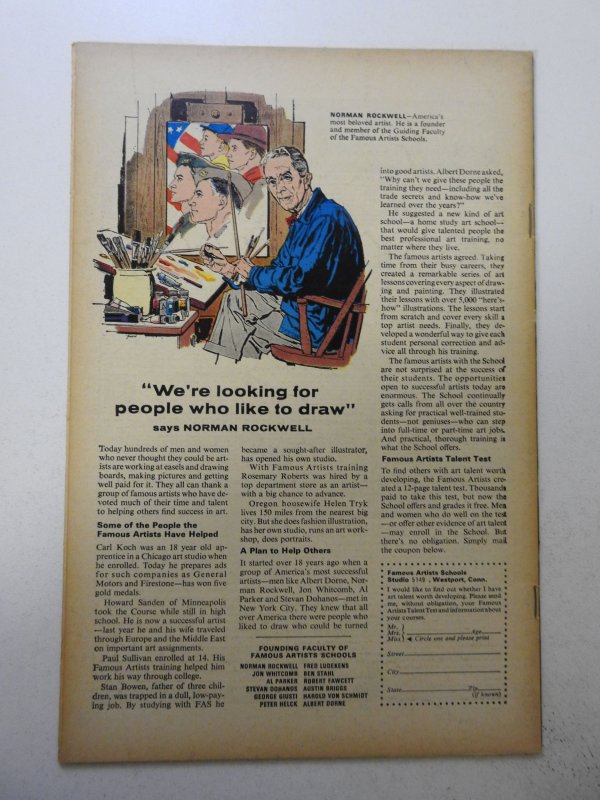 NORMAN ROCKWELL—America's
most beloved artist. He is a founder
and member of the Guiding Faculty
of the Famous Artists Schools.
"We're looking for
people who like to draw"
says NORMAN ROCKWELL
Today hundreds of men and women
who never thought they could be art-
ists are working at easels and drawing
boards, making pictures and getting
well paid for it. They all can thank a
group of famous artists who have de-
voted much of their time and talent
to helping others find success in art.
Some of the People the
Famous Artists Have Helped
Carl Koch was an 18 year old ap-
prentice in a Chicago art studio when
he enrolled. Today he prepares ads
for such companies as General
Motors and Firestone—has won five
gold medals.
Howard Sanden of Minneapolis
took the Course while still in high
school. He is now a successful artist
—last year he and his wife traveled
through Europe and the Middle East
on important art assignments.
Paul Sullivan enrolled at 14. His
Famous Artists training helped him
work his way through college.
Stan Bowen, father of three chil-
dren, was trapped in a dull, low-pay-
ing job. By studying with FAS he
became a sought-after illustrator,
has opened his own studio.
With Famous Artists training
Rosemary Roberts was hired by a
top department store as an artist—
with a big chance to advance.
Oregon housewife Helen Tryk
lives 150 miles from the nearest big
city. But she does fashion illustration,
has her own studio, runs an art work-
shop, does portraits.
A Plan to Help Others
It started over 18 years ago when a
group of America's most successful
artists—men like Albert Dorne, Nor-
man Rockwell, Jon Whitcomb, Al
Parker and Stevan Dohanos—met in
New York City. They knew that all
over America there were people who
liked to draw who could be turned
FOUNDING FACULTY OF
FAMOUS ARTISTS SCHOOLS
NORMAN ROCKWELL FRED LUDEKENS
JON WHITCOMB BEN STAHL
AL PARKER ROBERT FAWCETT
STEVAN DOHANOS AUSTIN BRIGGS
GEORGE GIUSTI HAROLD VON SCHMIDT
PETER HELCK ALBERT DORNE
into good artists. Albert Dorne asked,
"Why can't we give these people the
training they need—including all the
trade secrets and know-how we've
learned over the years?"
He suggested a new kind of art
school—a home study art school—
that would give talented people the
best professional art training, no
matter where they live.
The famous artists agreed. Taking
time from their busy careers, they
created a remarkable series of art
lessons covering every aspect of draw-
ing and painting. They illustrated
their lessons with over 5,000 "here's-
how" illustrations. The lessons start
from scratch and cover every skill a
top artist needs. Finally, they de-
veloped a wonderful way to give each
student personal correction and ad-
vice all through his training.
The famous artists with the School
are not surprised at the success of
their students. The opportunities
open to successful artists today are
enormous. The School continually
gets calls from all over the country
asking for practical well-trained stu-
dents—not geniuses—who can step
into full-time or part-time art jobs.
And practical, thorough training is
what the School offers.
Famous Artists Talent Test
To find others with art talent worth
developing, the Famous Artists cre-
ated a 12-page talent test. Thousands
paid to take this test, but now the
School offers and grades it free. Men
and women who do well on the test
—or offer other evidence of art talent
—may enroll in the School. But
there's no obligation. Simply mail
the coupon below.
Famous Artists Schools
Studio 5149, Westport, Conn.
I would like to find out whether I have
art talent worth developing. Please send
me, without obligation, your Famous
Artists Talent Test and information about
your courses.
Mr.
Mrs. Age
Miss Circle one and please print
Street
City
State Zip
(if known)